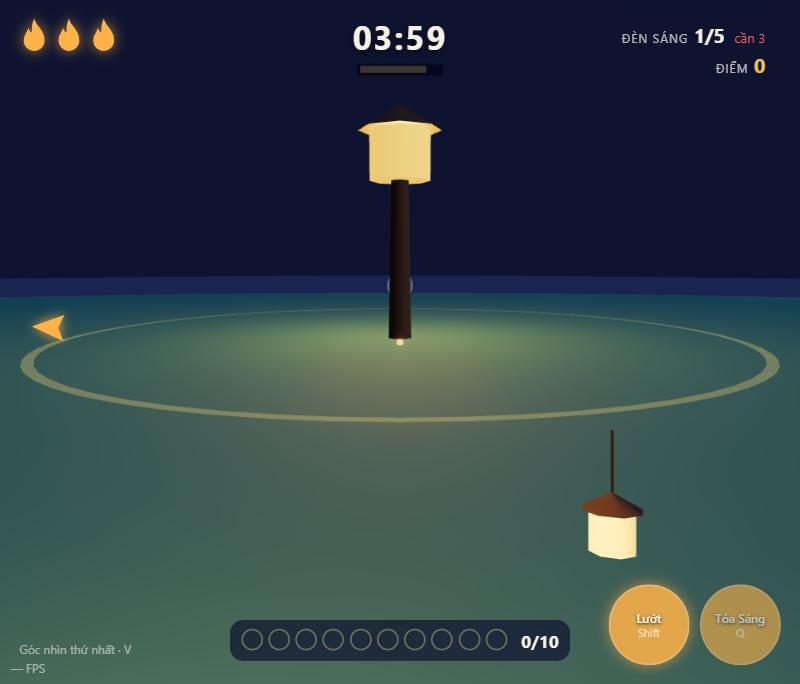 03:59
ĐÈN SÁNG 1/5 cần 3
ĐIỂM 0
Lướt
Shift
Tỏa Sáng
Q
0/10
Góc nhìn thứ nhất · V
— FPS